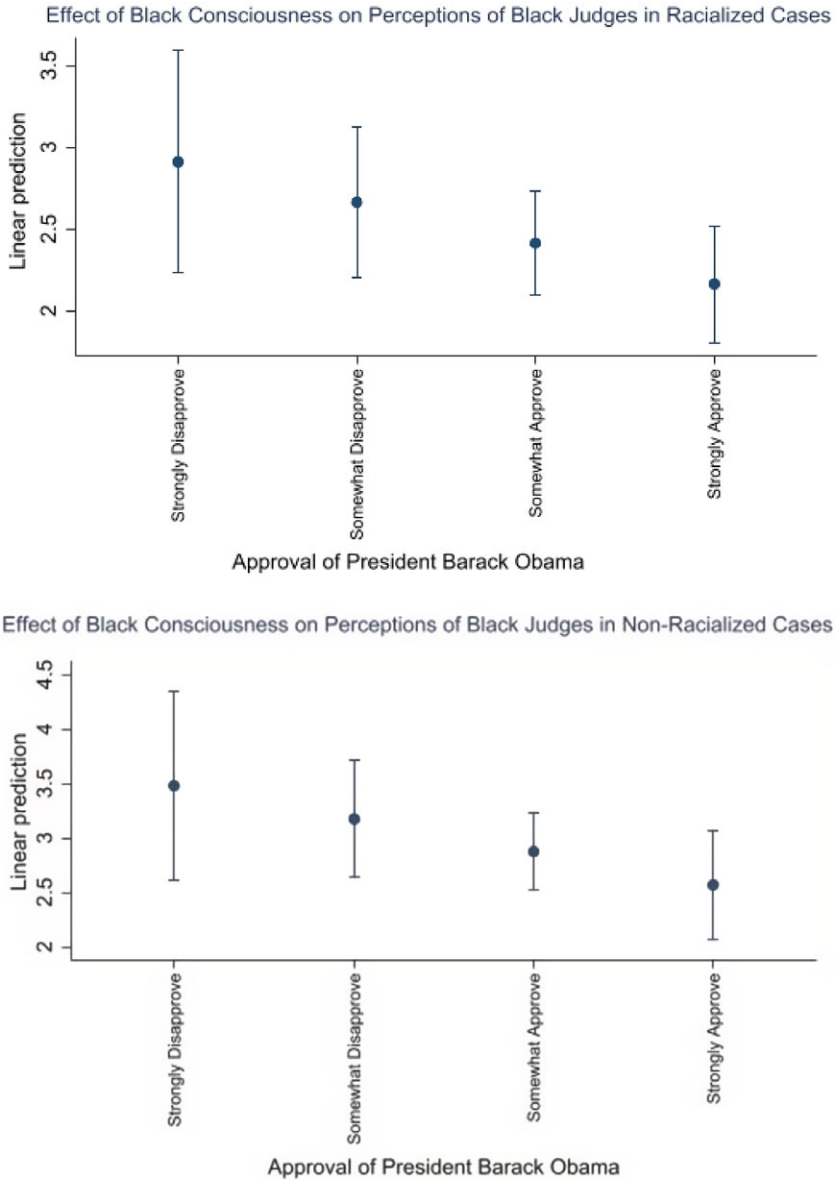 Effect of Black Consciousness on Perceptions of Black Judges in Racialized Cases
Linear prediction
3.5
3
2.5
2
Strongly Disapprove
Somewhat Disapprove
Somewhat Approve
Strongly Approve
Approval of President Barack Obama
Effect of Black Consciousness on Perceptions of Black Judges in Non-Racialized Cases
Linear prediction
4.5
4
3.5
3
2.5
2
Strongly Disapprove
Somewhat Disapprove
Somewhat Approve
Strongly Approve
Approval of President Barack Obama